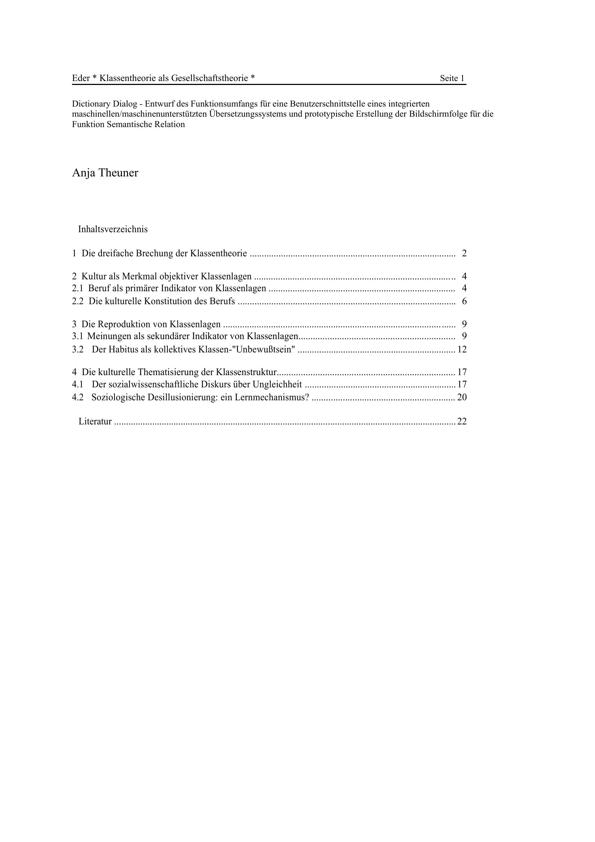 Eder * Klassentheorie als Gesellschaftstheorie * Seite 1
Dictionary Dialog - Entwurf des Funktionsumfangs für eine Benutzerschnittstelle eines integrierten
maschinellen/maschinenunterstützten Übersetzungssystems und prototypische Erstellung der Bildschirmfolge für die
Funktion Semantische Relation
Anja Theuner
Inhaltsverzeichnis
1 Die dreifache Brechung der Klassentheorie ........................ 2
2 Kultur als Merkmal objektiver Klassenlagen ........................ 4
2.1 Beruf als primärer Indikator von Klassenlagen ........................ 4
2.2 Die kulturelle Konstitution des Berufs ........................ 6
3 Die Reproduktion von Klassenlagen ........................ 9
3.1 Meinungen als sekundärer Indikator von Klassenlagen........................ 9
3.2 Der Habitus als kollektives Klassen-"Unbewußtsein" ........................ 12
4 Die kulturelle Thematisierung der Klassenstruktur........................ 17
4.1 Der sozialwissenschaftliche Diskurs über Ungleichheit ........................ 17
4.2 Soziologische Desillusionierung: ein Lernmechanismus? ........................ 20
Literatur ........................ 22